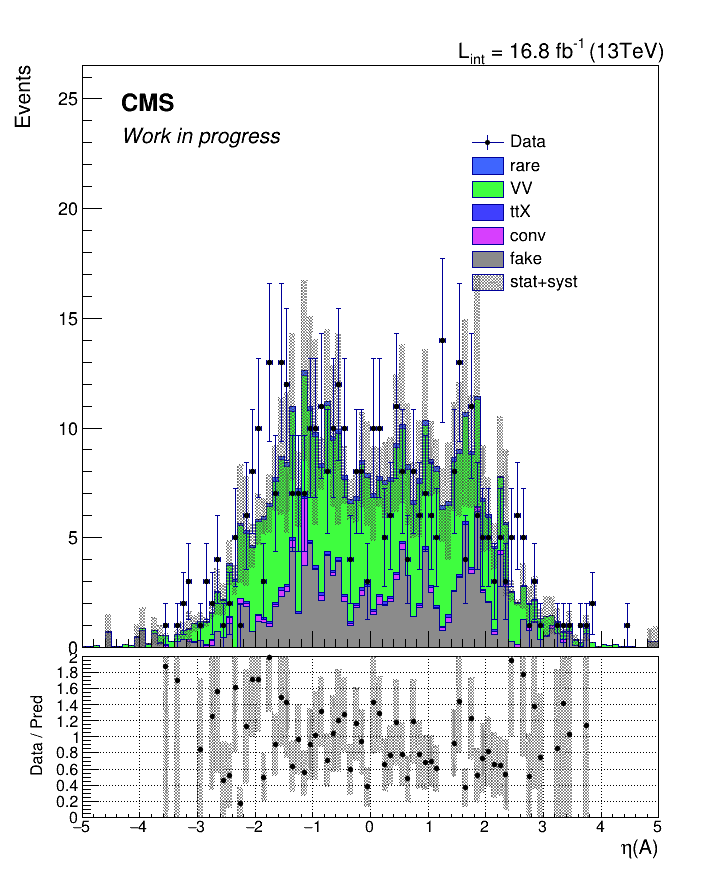 L_int = 16.8 fb^-1 (13TeV)
Events
CMS
Work in progress
Data
rare
VV
ttX
conv
fake
stat+syst
25
20
15
10
5
0
Data / Pred
2
1.8
1.6
1.4
1.2
1
0.8
0.6
0.4
0.2
0
−5 −4 −3 −2 −1 0 1 2 3 4 5
η(A)